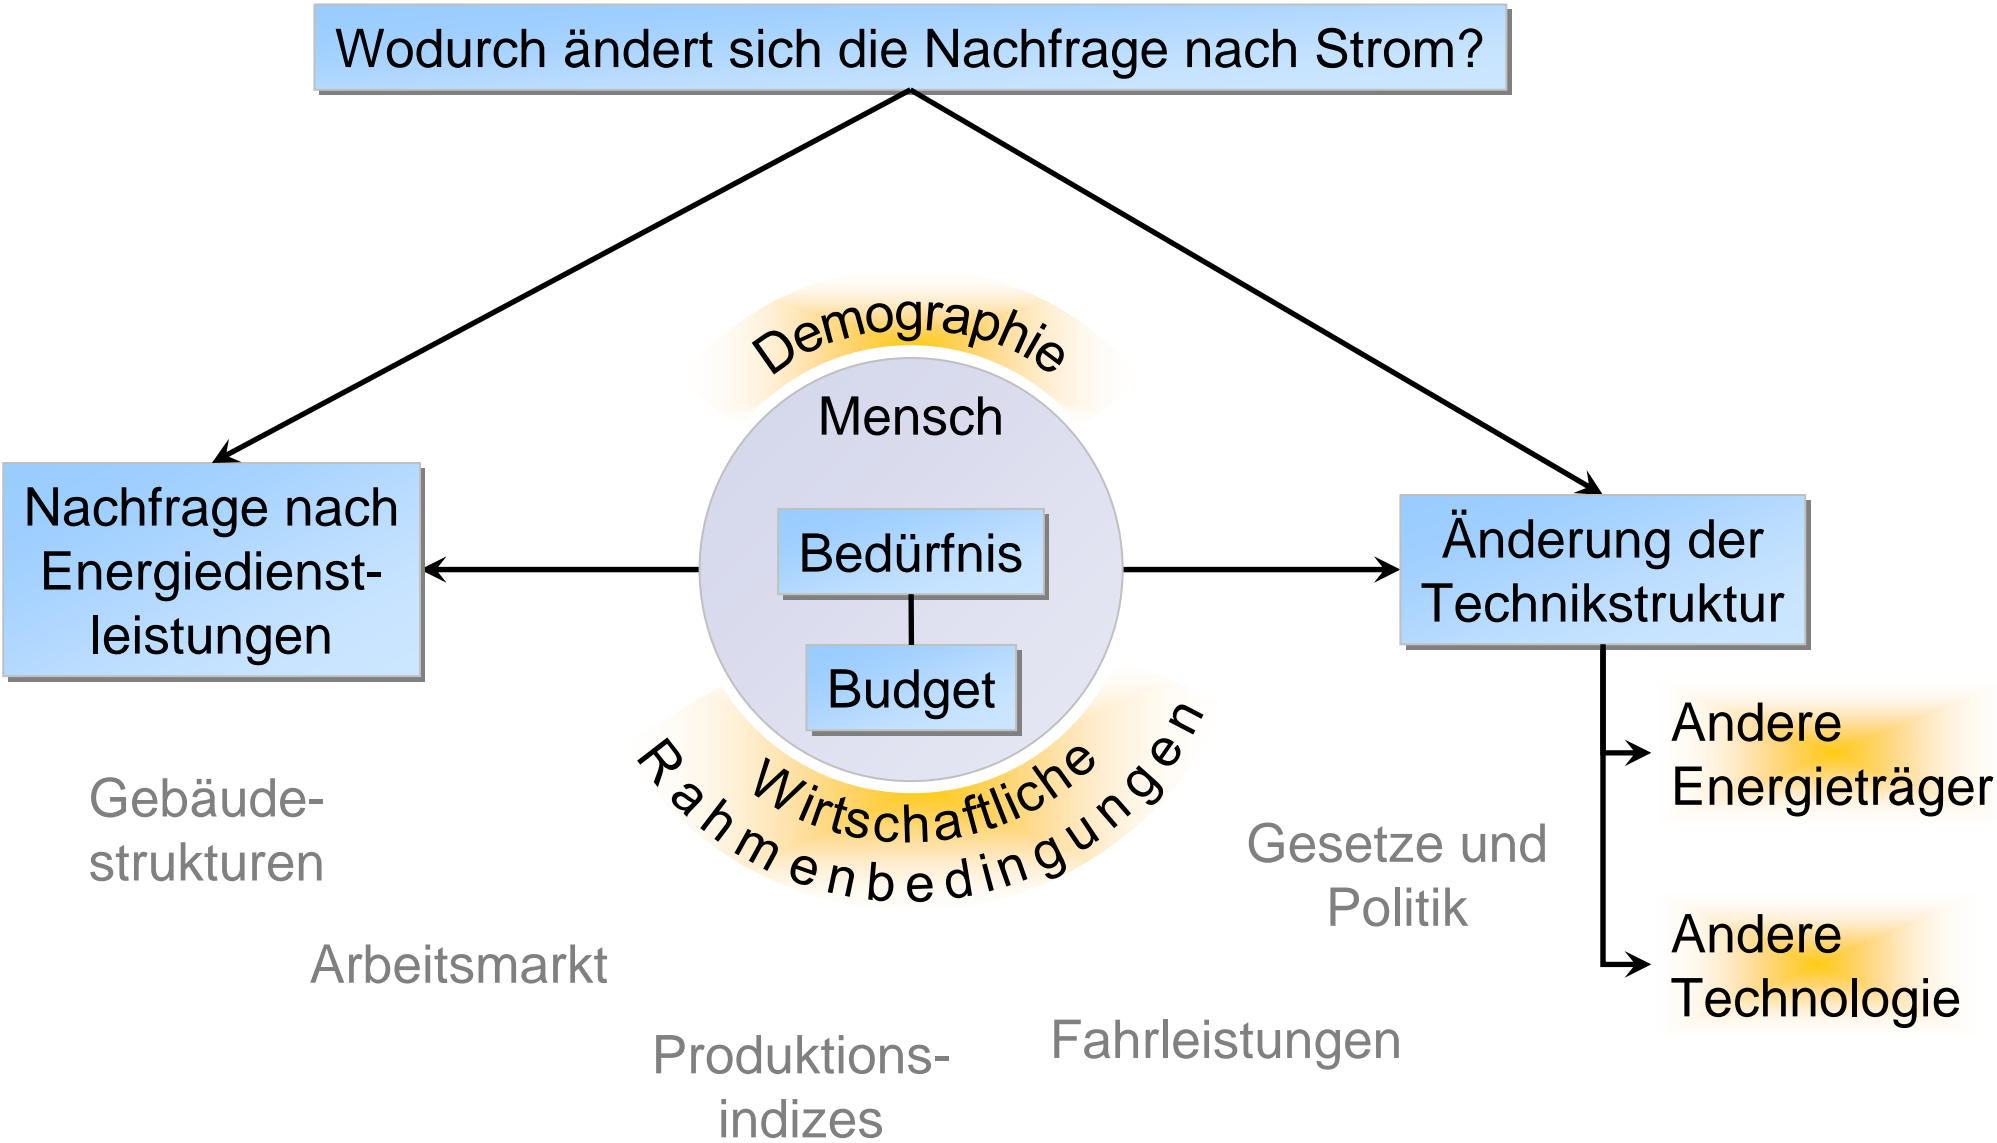 Wodurch ändert sich die Nachfrage nach Strom?
Demographie
Mensch
Nachfrage nach
Energiedienst-
leistungen
Bedürfnis
Budget
Änderung der
Technikstruktur
Wirtschaftliche
Rahmenbedingungen
Andere
Energieträger
Andere
Technologie
Gebäude-
strukturen
Arbeitsmarkt
Produktions-
indizes
Fahrleistungen
Gesetze und
Politik